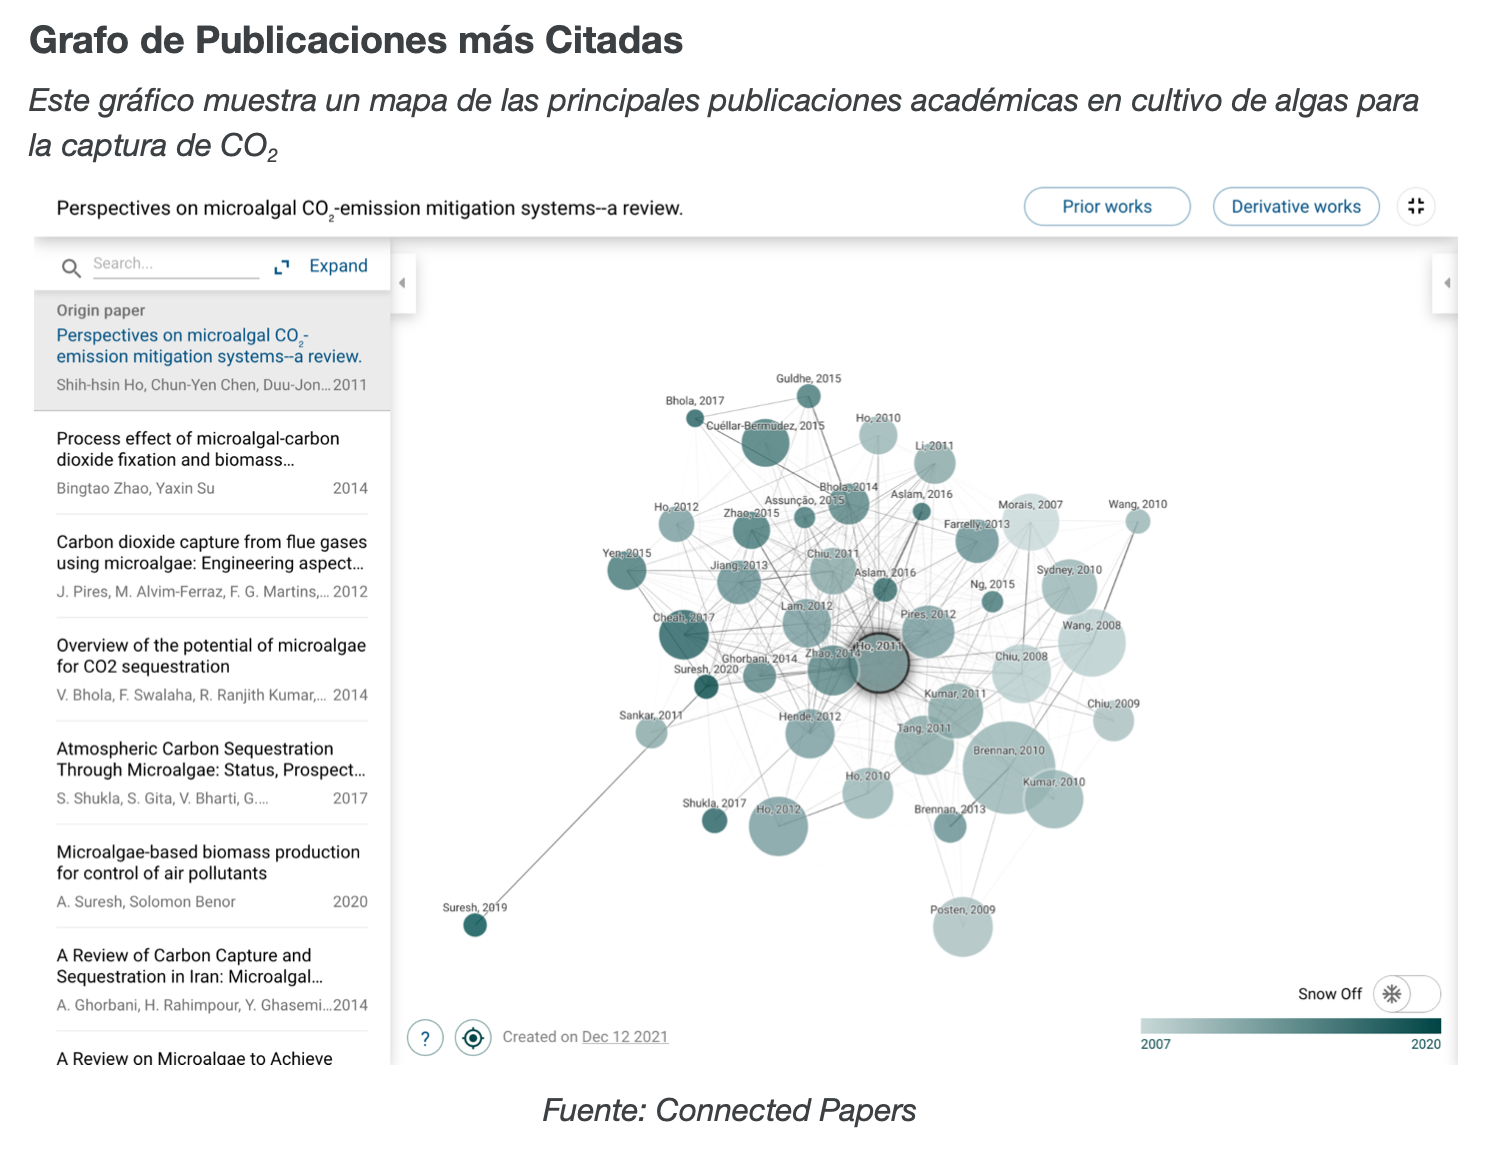 Grafo de Publicaciones más Citadas
Este gráfico muestra un mapa de las principales publicaciones académicas en cultivo de algas para
la captura de CO₂
Perspectives on microalgal CO₂-emission mitigation systems--a review.
Prior works
Derivative works
Search...
Expand
Origin paper
Perspectives on microalgal CO₂-
emission mitigation systems--a review.
Shih-hsin Ho, Chun-Yen Chen, Duu-Jon... 2011
Process effect of microalgal-carbon
dioxide fixation and biomass...
Bingtao Zhao, Yaxin Su 2014
Carbon dioxide capture from flue gases
using microalgae: Engineering aspect...
J. Pires, M. Alvim-Ferraz, F. G. Martins,... 2012
Overview of the potential of microalgae
for CO2 sequestration
V. Bhola, F. Swalaha, R. Ranjith Kumar,... 2014
Atmospheric Carbon Sequestration
Through Microalgae: Status, Prospect...
S. Shukla, S. Gita, V. Bharti, G.... 2017
Microalgae-based biomass production
for control of air pollutants
A. Suresh, Solomon Benor 2020
A Review of Carbon Capture and
Sequestration in Iran: Microalgal...
A. Ghorbani, H. Rahimpour, Y. Ghasemi... 2014
A Review on Microalgae to Achieve
Guldhe, 2015
Bhola, 2017
Cuéllar-Bermudez, 2015
Ho, 2010
Li, 2011
Bhola, 2014
Assunção, 2015
Aslam, 2016
Ho, 2012
Zhao, 2015
Farrelly, 2013
Morais, 2007
Wang, 2010
Yen, 2015
Jiang, 2013
Chiu, 2011
Aslam, 2016
Ng, 2015
Sydney, 2010
Cheah, 2017
Lam, 2012
Pires, 2012
Wang, 2008
Ghorbani, 2014
Zhao, 2014
Ho, 2011
Chiu, 2008
Suresh, 2020
Kumar, 2011
Chiu, 2009
Sankar, 2011
Hende, 2012
Tang, 2011
Brennan, 2010
Ho, 2010
Kumar, 2010
Shukla, 2017
Ho, 2012
Brennan, 2013
Suresh, 2019
Posten, 2009
Snow Off
?
Created on Dec 12 2021
2007
2020
Fuente: Connected Papers